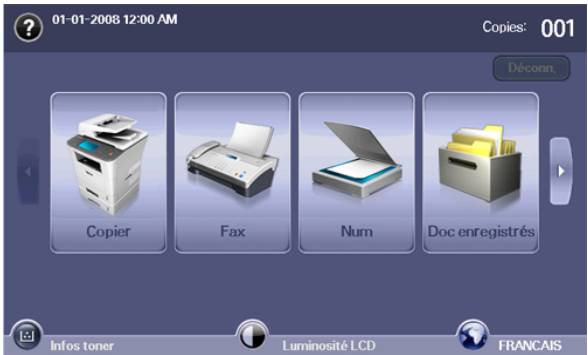 01-01-2008 12:00 AM
Copies: 001
Déconn.
Copier
Fax
Num
Doc enregistrés
Infos toner
Luminosité LCD
FRANCAIS